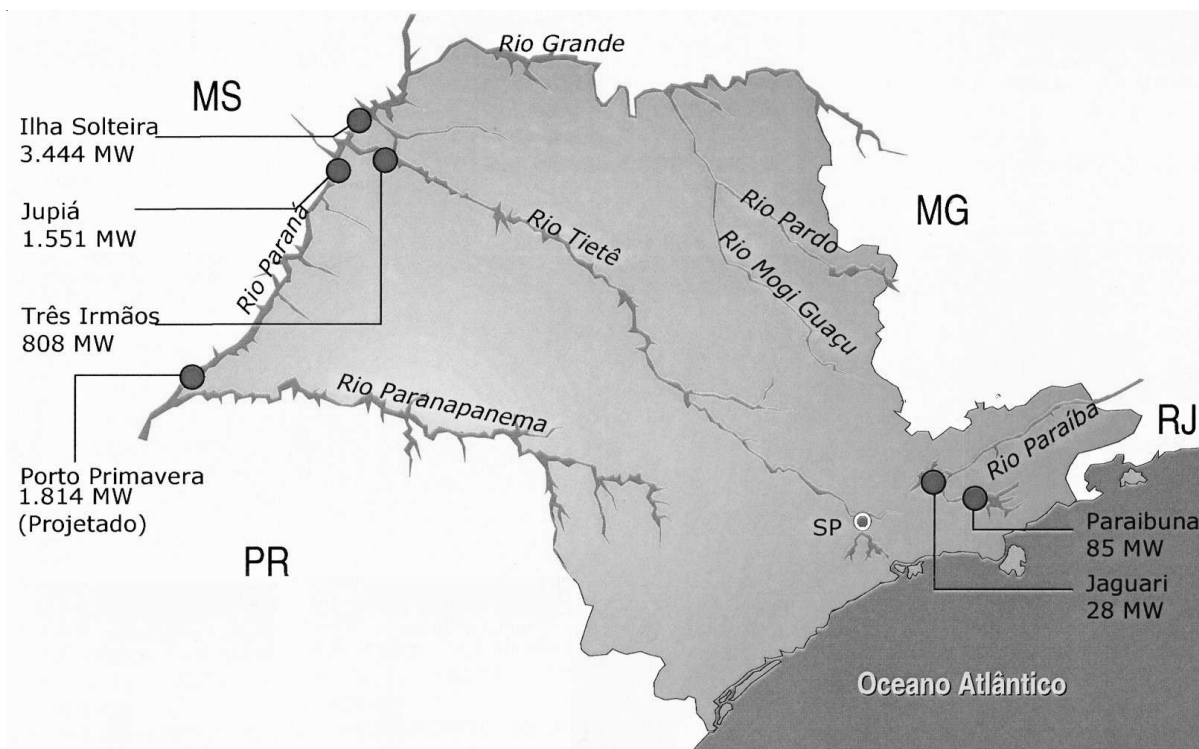 Rio Grande
MS
Ilha Solteira
3.444 MW
Jupiá
1.551 MW
Rio Paraná
Três Irmãos
808 MW
Rio Tietê
Rio Pardo
Rio Mogi Guaçu
MG
Rio Paranapanema
Porto Primavera
1.814 MW
(Projetado)
PR
SP
Rio Paraíba
RJ
Paraibuna
85 MW
Jaguari
28 MW
Oceano Atlântico